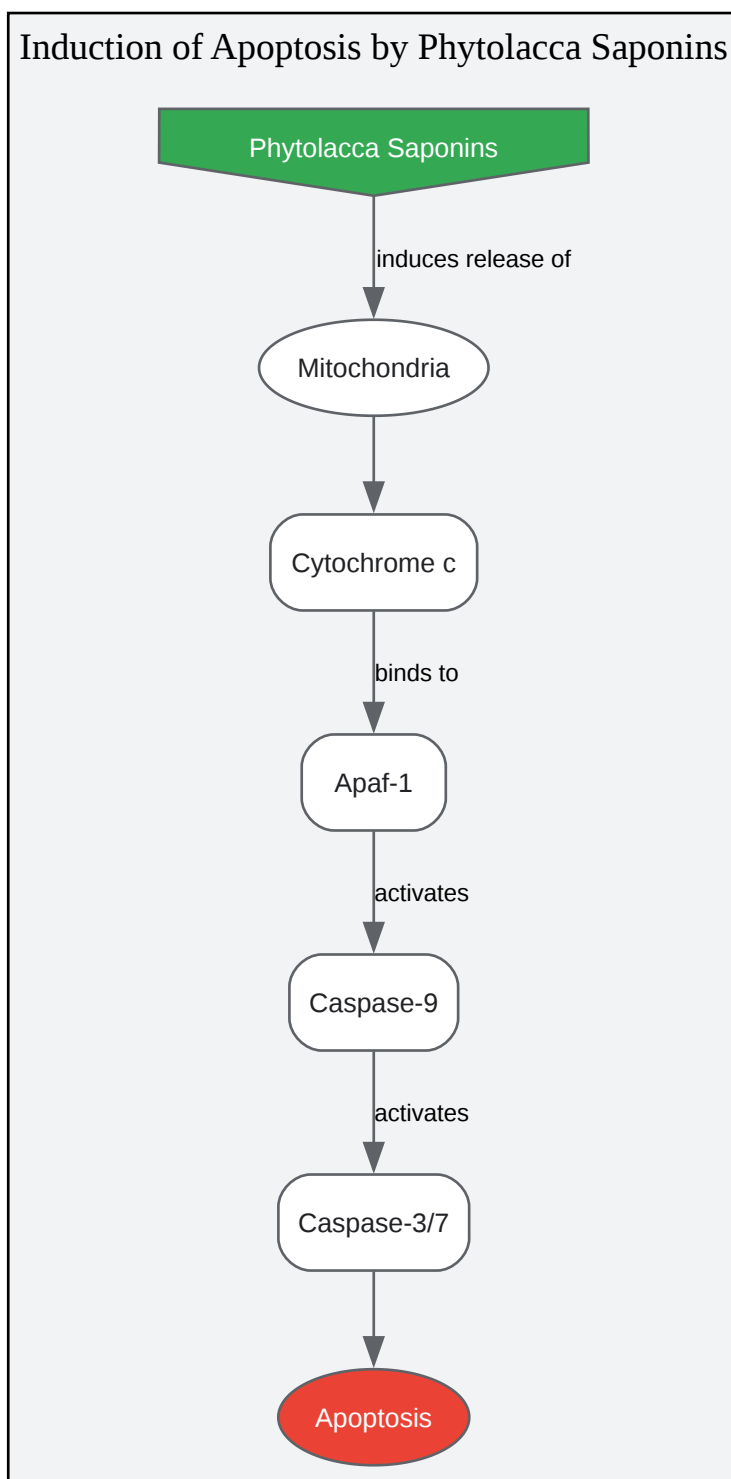 Induction of Apoptosis by Phytolacca Saponins
Phytolacca Saponins
induces release of
Mitochondria
Cytochrome c
binds to
Apaf-1
activates
Caspase-9
activates
Caspase-3/7
Apoptosis